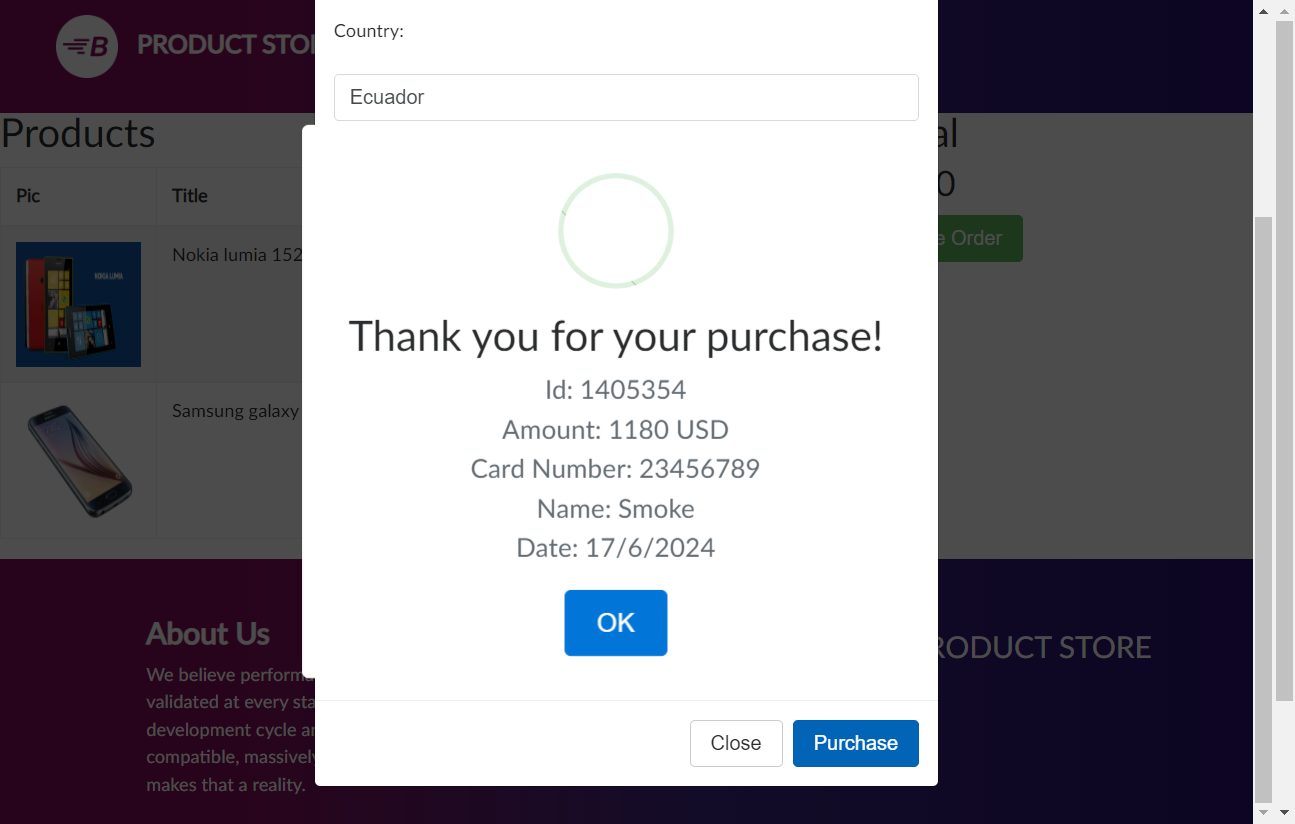 Country:
B PRODUCT STO
Ecuador
Products
al
Pic
Title
0
Nokia lumia 152
e Order
NOKIA LUMIA
Thank you for your purchase!
Id: 1405354
Amount: 1180 USD
Samsung galaxy
Card Number: 23456789
Name: Smoke
Date: 17/6/2024
OK
About Us
RODUCT STORE
We believe performa
validated at every sta
development cycle ar
compatible, massively
makes that a reality.
Close
Purchase